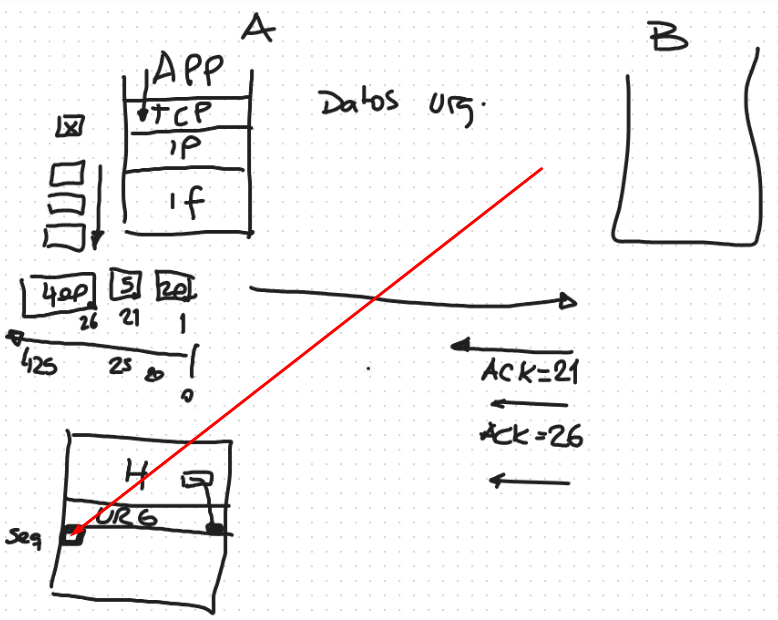 A
B
APP
TCP
IP
If
Datos urg.
X
400 5 20
26 21 1
425 25 20
0
ACK=21
ACK=26
H
URG
Seq